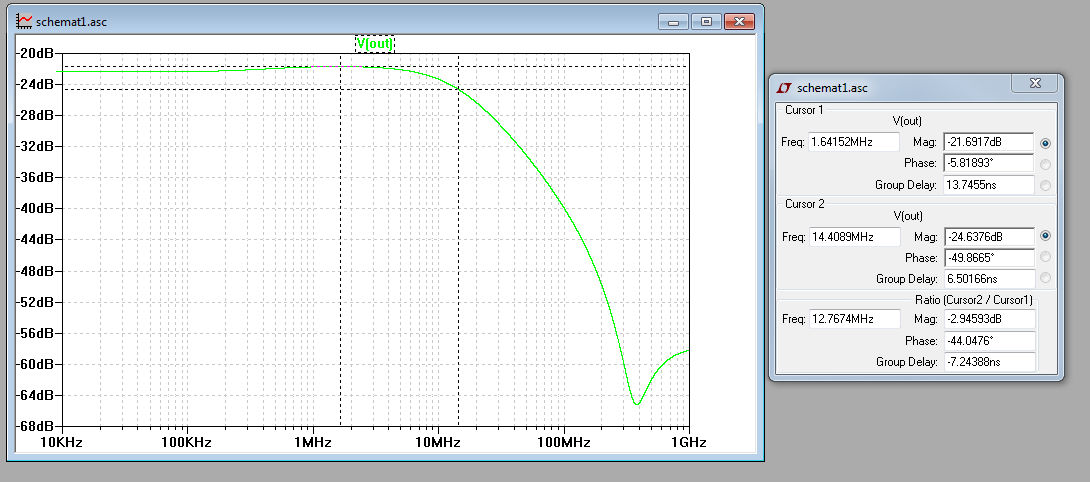 schemat1.asc
V(out)
-20dB
-24dB
-28dB
-32dB
-36dB
-40dB
-44dB
-48dB
-52dB
-56dB
-60dB
-64dB
-68dB
10KHz 100KHz 1MHz 10MHz 100MHz 1GHz
schemat1.asc
Cursor 1
V(out)
Freq: 1.64152MHz Mag: -21.6917dB
Phase: -5.81893°
Group Delay: 13.7455ns
Cursor 2
V(out)
Freq: 14.4089MHz Mag: -24.6376dB
Phase: -49.8665°
Group Delay: 6.50166ns
Ratio (Cursor2 / Cursor1)
Freq: 12.7674MHz Mag: -2.94593dB
Phase: -44.0476°
Group Delay: -7.24388ns